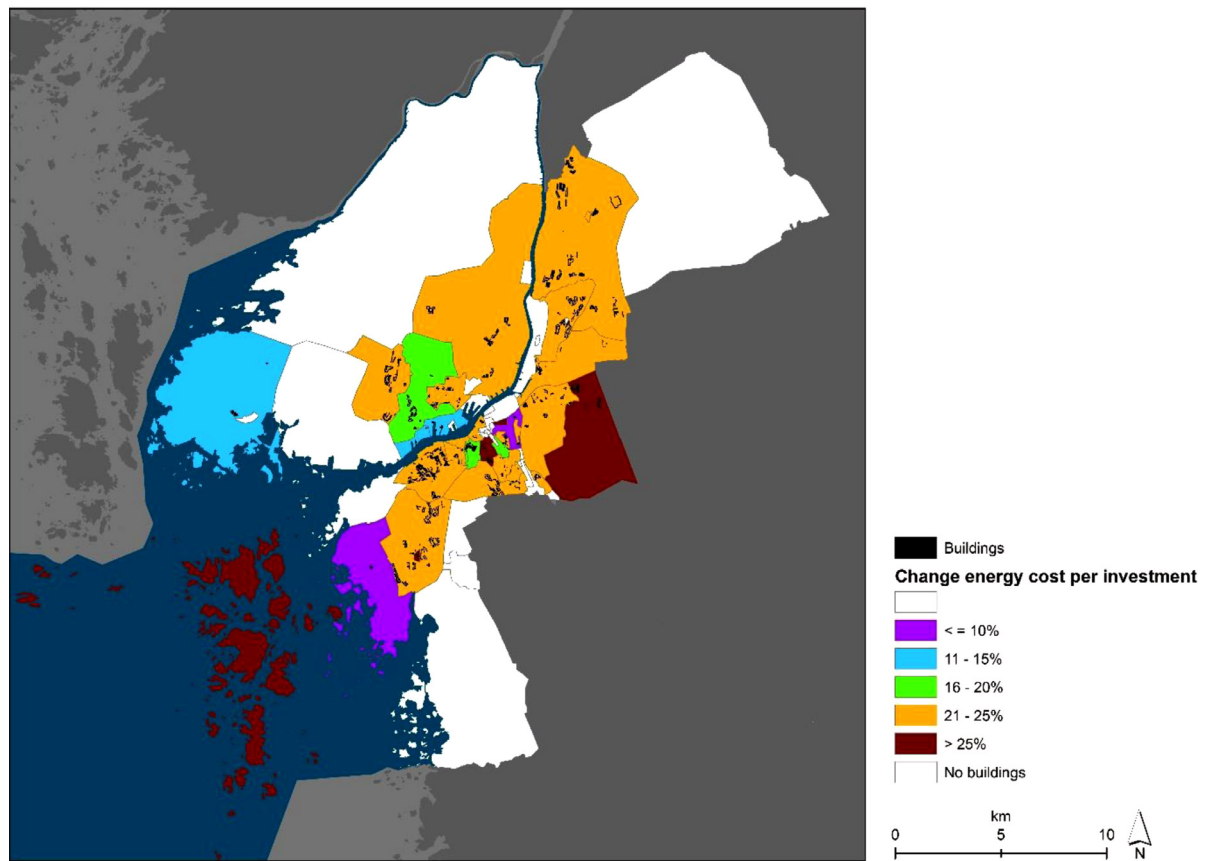 Buildings
Change energy cost per investment
< = 10%
11 - 15%
16 - 20%
21 - 25%
> 25%
No buildings
km
0 5 10
N